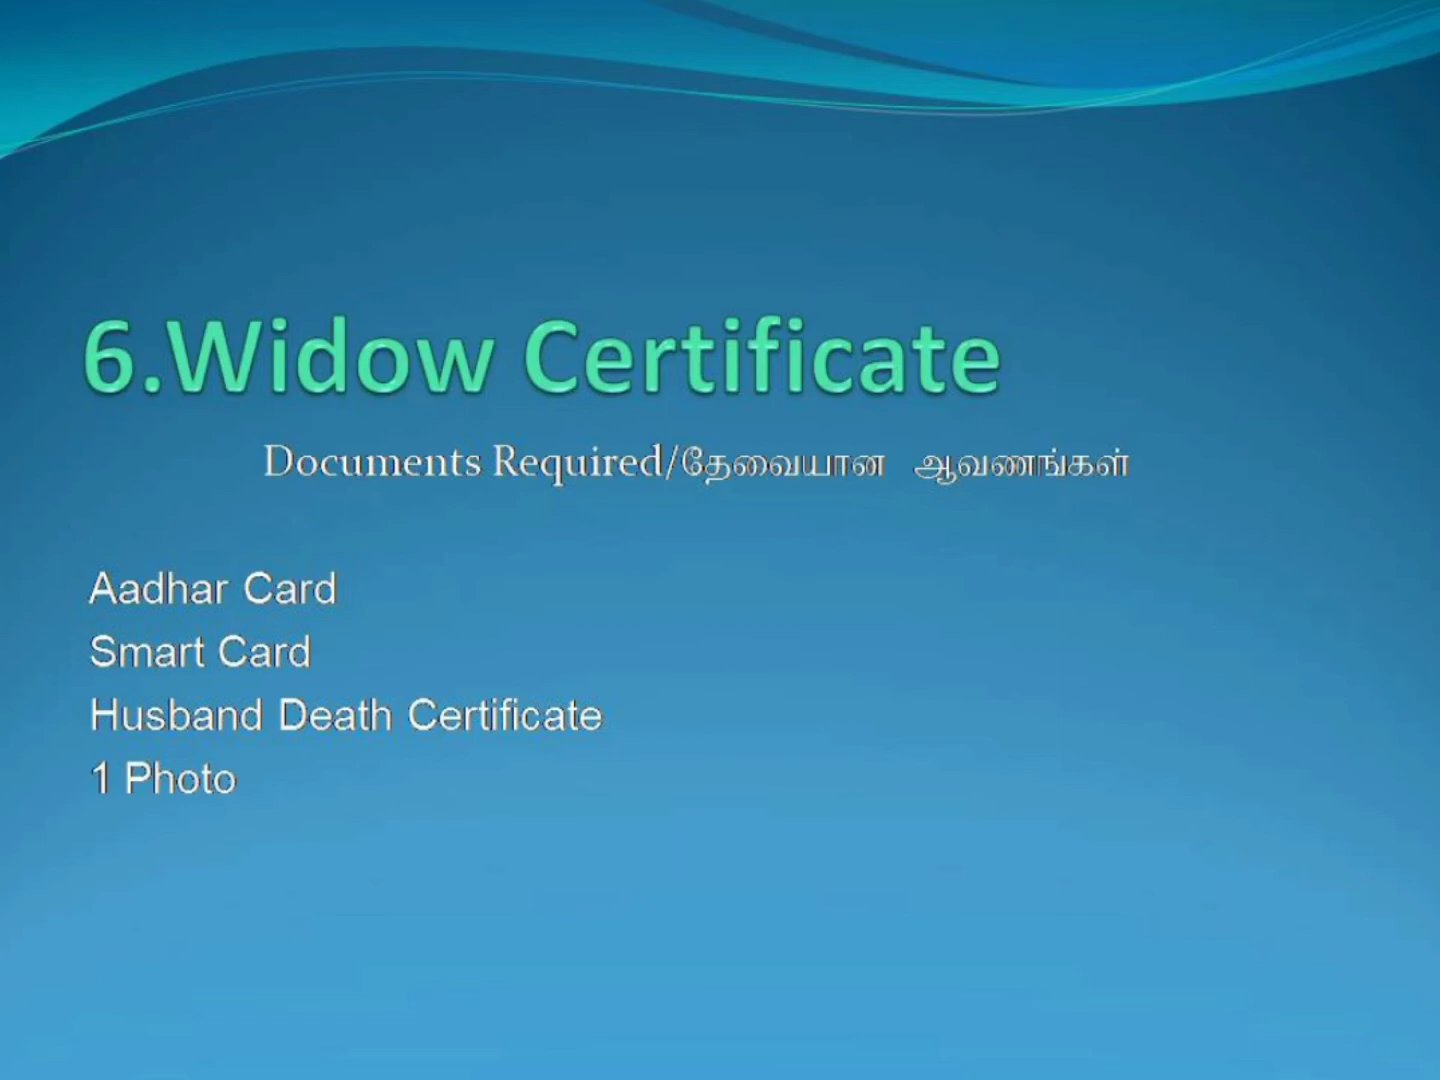 6.Widow Certificate
Documents Required/தேவையான ஆவணங்கள்
Aadhar Card
Smart Card
Husband Death Certificate
1 Photo